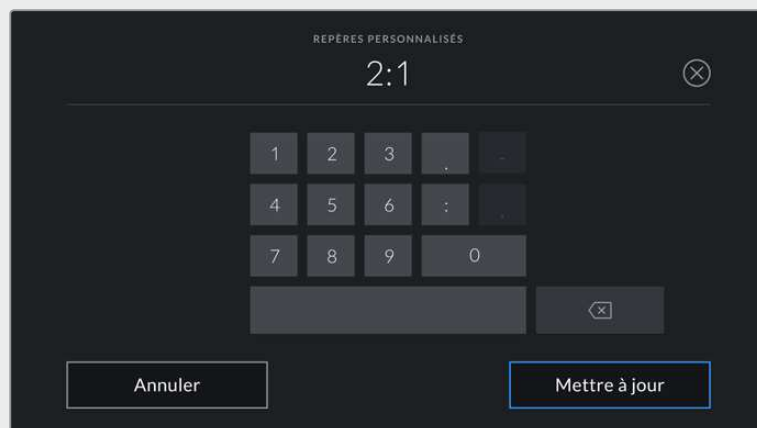 REPÈRES PERSONNALISÉS
2:1
1 2 3 . -
4 5 6 : ,
7 8 9 0
Annuler
Mettre à jour